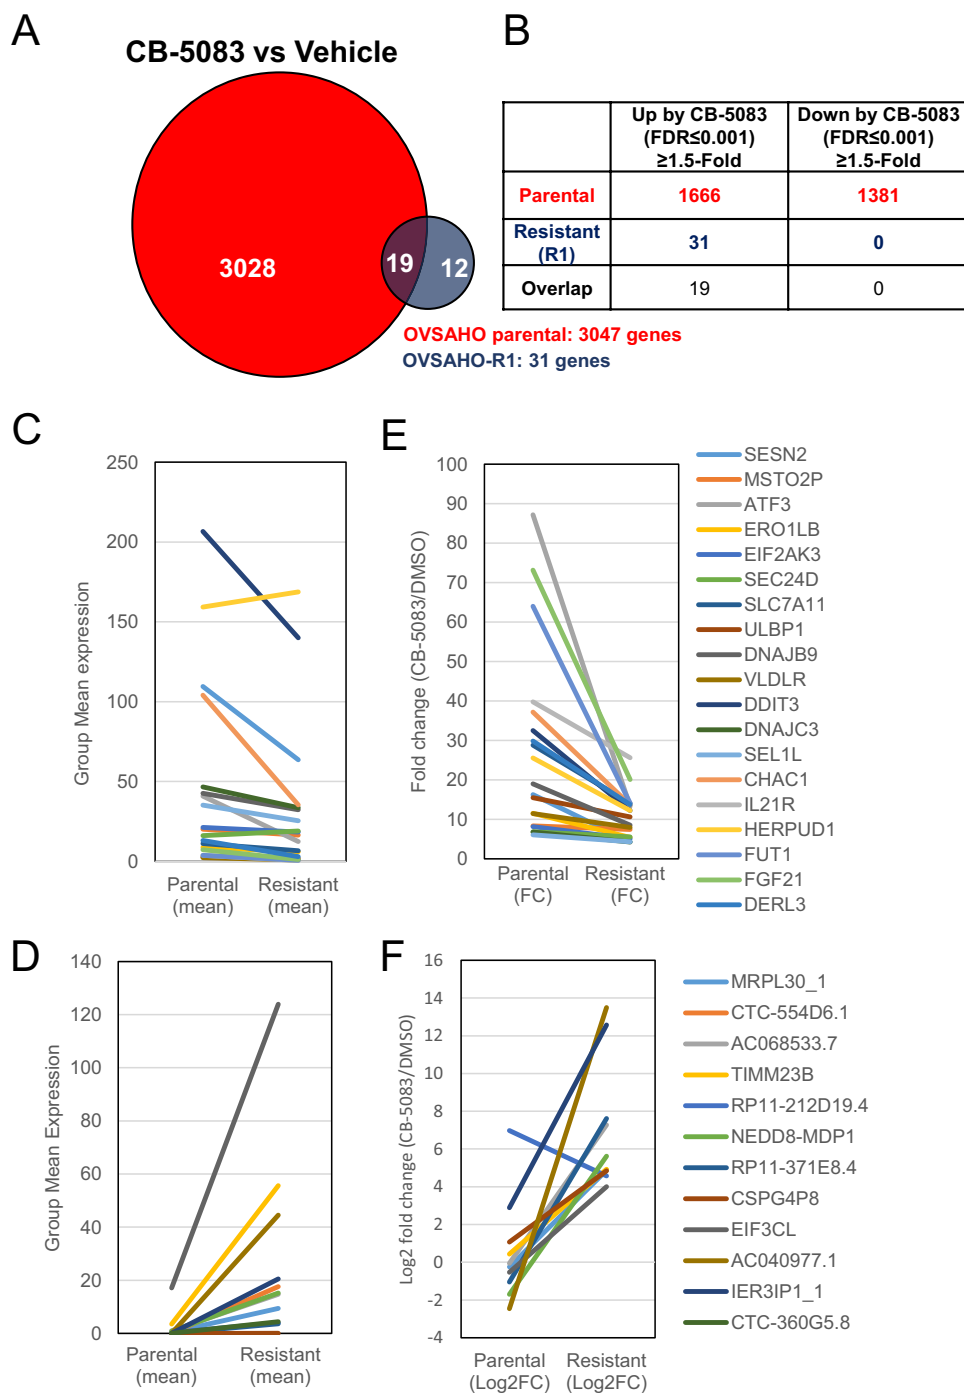 A
CB-5083 vs Vehicle
3028
19
12
OVSAHO parental: 3047 genes
OVSAHO-R1: 31 genes
B
Up by CB-5083
(FDR≤0.001)
≥1.5-Fold
Down by CB-5083
(FDR≤0.001)
≥1.5-Fold
Parental
1666
1381
Resistant
(R1)
31
0
Overlap
19
0
C
Group Mean expression
250
200
150
100
50
0
Parental
(mean)
Resistant
(mean)
E
Fold change (CB-5083/DMSO)
100
90
80
70
60
50
40
30
20
10
0
Parental
(FC)
Resistant
(FC)
SESN2
MSTO2P
ATF3
ERO1LB
EIF2AK3
SEC24D
SLC7A11
ULBP1
DNAJB9
VLDLR
DDIT3
DNAJC3
SEL1L
CHAC1
IL21R
HERPUD1
FUT1
FGF21
DERL3
D
Group Mean Expression
140
120
100
80
60
40
20
0
Parental
(mean)
Resistant
(mean)
F
Log2 fold change (CB-5083/DMSO)
16
14
12
10
8
6
4
2
0
-2
-4
Parental
(Log2FC)
Resistant
(Log2FC)
MRPL30_1
CTC-554D6.1
AC068533.7
TIMM23B
RP11-212D19.4
NEDD8-MDP1
RP11-371E8.4
CSPG4P8
EIF3CL
AC040977.1
IER3IP1_1
CTC-360G5.8